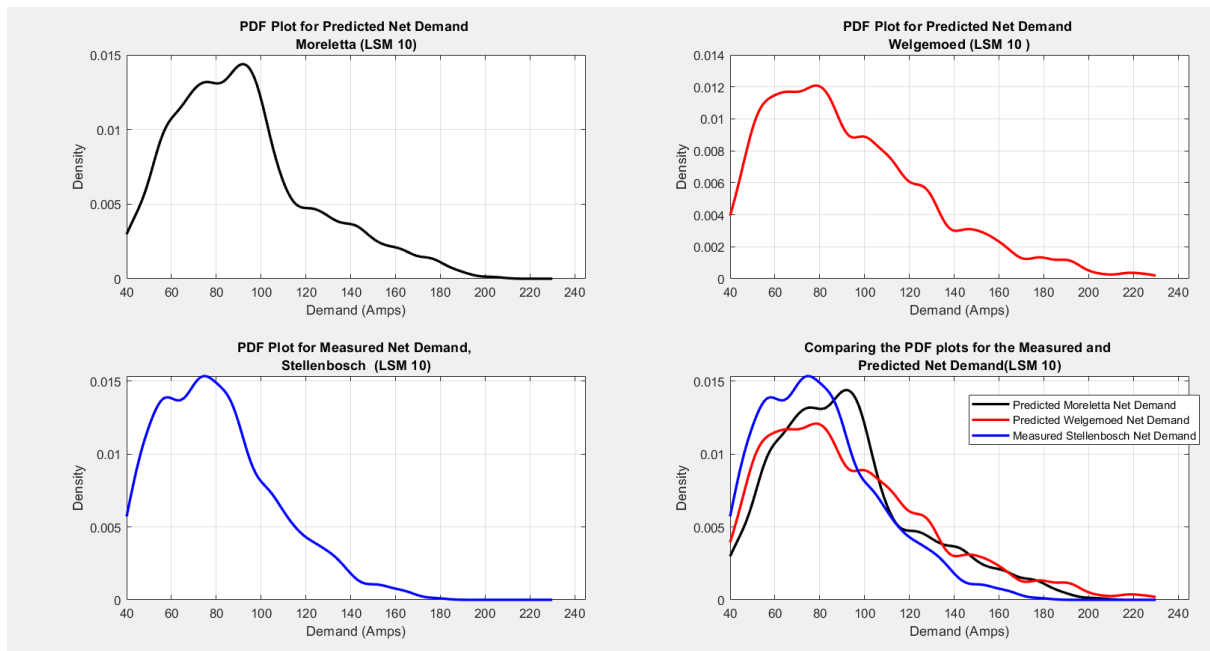 PDF Plot for Predicted Net Demand
Moreletta (LSM 10)
0.015
0.01
0.005
0
Density
40 60 80 100 120 140 160 180 200 220 240
Demand (Amps)
PDF Plot for Predicted Net Demand
Welgemoed (LSM 10 )
0.014
0.012
0.01
0.008
0.006
0.004
0.002
0
Density
40 60 80 100 120 140 160 180 200 220 240
Demand (Amps)
PDF Plot for Measured Net Demand,
Stellenbosch  (LSM 10)
0.015
0.01
0.005
0
Density
40 60 80 100 120 140 160 180 200 220 240
Demand (Amps)
Comparing the PDF plots for the Measured and
Predicted Net Demand(LSM 10)
0.015
0.01
0.005
0
Density
Predicted Moreletta Net Demand
Predicted Welgemoed Net Demand
Measured Stellenbosch Net Demand
40 60 80 100 120 140 160 180 200 220 240
Demand (Amps)